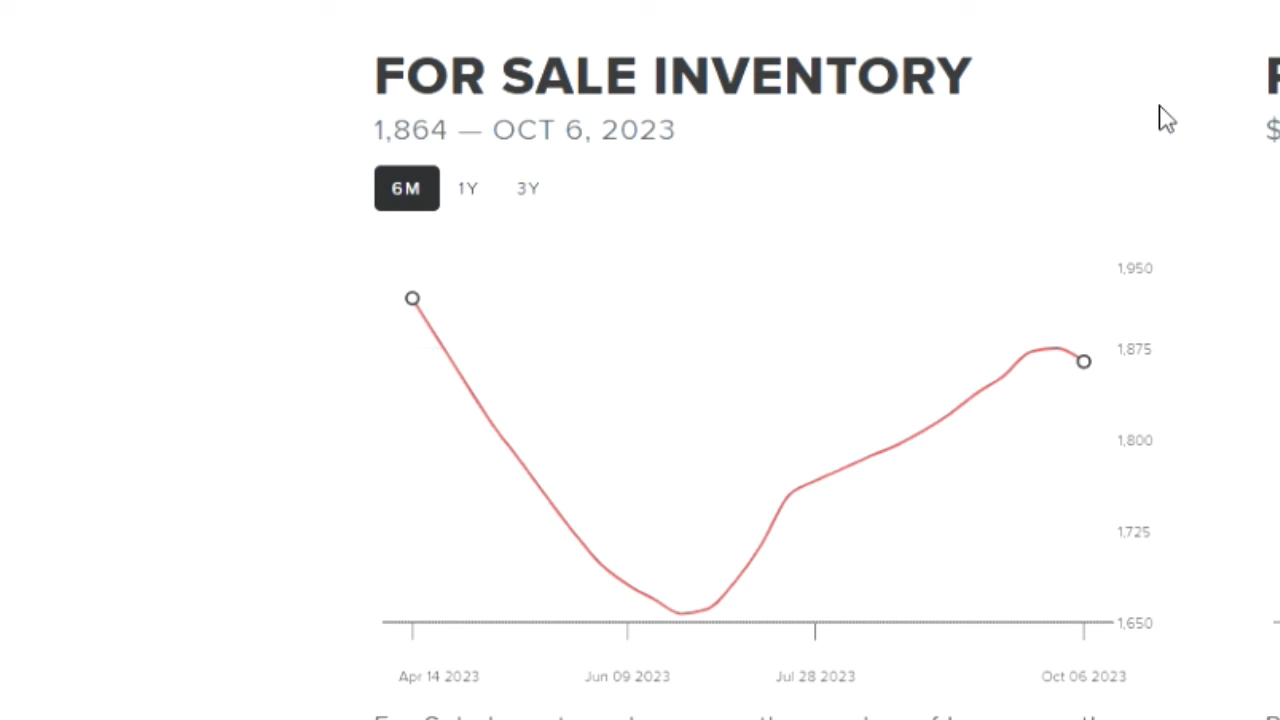 FOR SALE INVENTORY
1,864 — OCT 6, 2023
$
6M 1Y 3Y
1,950
1,875
1,800
1,725
1,650
Apr 14 2023 Jun 09 2023 Jul 28 2023 Oct 06 2023